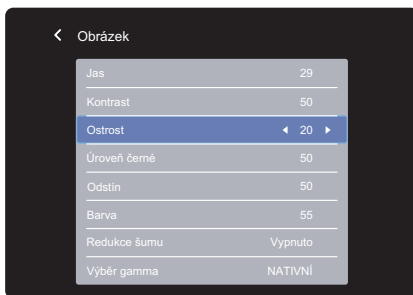 Obrázek
Jas 29
Kontrast 50
Ostrost 20
Úroveň černé 50
Odstín 50
Barva 55
Redukce šumu Vypnuto
Výběr gamma NATIVNÍ